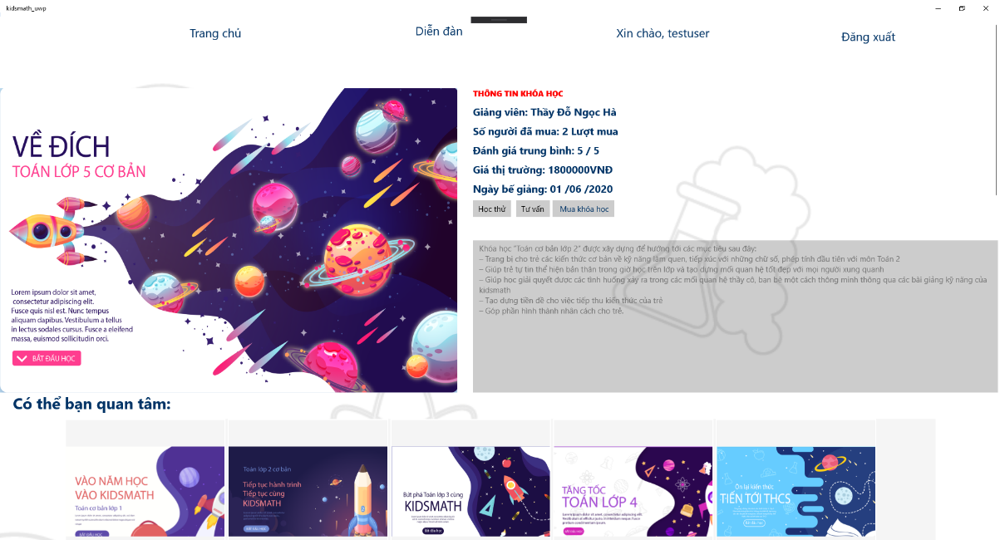 kidsmath_uwp
Trang chủ
Diễn đàn
Xin chào, testuser
Đăng xuất
VỀ ĐÍCH
TOÁN LỚP 5 CƠ BẢN
Lorem ipsum dolor sit amet,
consectetur adipiscing elit.
Fusce quis nisl est. Nunc tempus
aliquam dapibus. Vestibulum a tellus
in lectus sodales cursus. Fusce a eleifend
massa, euismod sollicitudin orci.
BẮT ĐẦU HỌC
THÔNG TIN KHÓA HỌC
Giảng viên: Thầy Đỗ Ngọc Hà
Số người đã mua: 2 Lượt mua
Đánh giá trung bình: 5 / 5
Giá thị trường: 1800000VNĐ
Ngày bế giảng: 01 /06 /2020
Học thử
Tư vấn
Mua khóa học
Khóa học “Toán cơ bản lớp 2” được xây dựng để hướng tới các mục tiêu sau đây:
– Trang bị cho trẻ các kiến thức cơ bản về kỹ năng làm quen, tiếp xúc với những chữ số, phép tính đầu tiên với môn Toán 2
– Giúp trẻ tự tin thể hiện bản thân trong giờ học trên lớp và tạo dựng mối quan hệ tốt đẹp với mọi người xung quanh
– Giúp học giải quyết được các tình huống xảy ra trong các mối quan hệ thầy cô, bạn bè một cách thông minh thông qua các bài giảng kỹ năng của
kidsmath
– Tạo dựng tiền đề cho việc tiếp thu kiến thức của trẻ
– Góp phần hình thành nhân cách cho trẻ.
Có thể bạn quan tâm:
VÀO NĂM HỌC
VÀO KIDSMATH
Toán cơ bản lớp 1
BẮT ĐẦU HỌC
Toán lớp 2 cơ bản
Tiếp tục hành trình
Tiếp tục cùng
KIDSMATH
Bứt phá Toán lớp 3 cùng
KIDSMATH
Bắt đầu học
TĂNG TỐC
TOÁN LỚP 4
Bắt đầu học
Ôn lại kiến thức
TIẾN TỚI THCS
Bắt đầu học